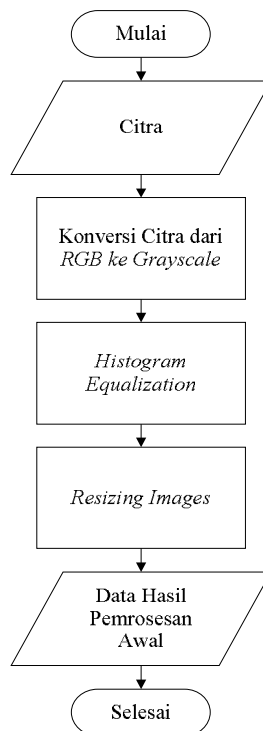 Mulai
Citra
Konversi Citra dari
RGB ke Grayscale
Histogram
Equalization
Resizing Images
Data Hasil
Pemrosesan
Awal
Selesai